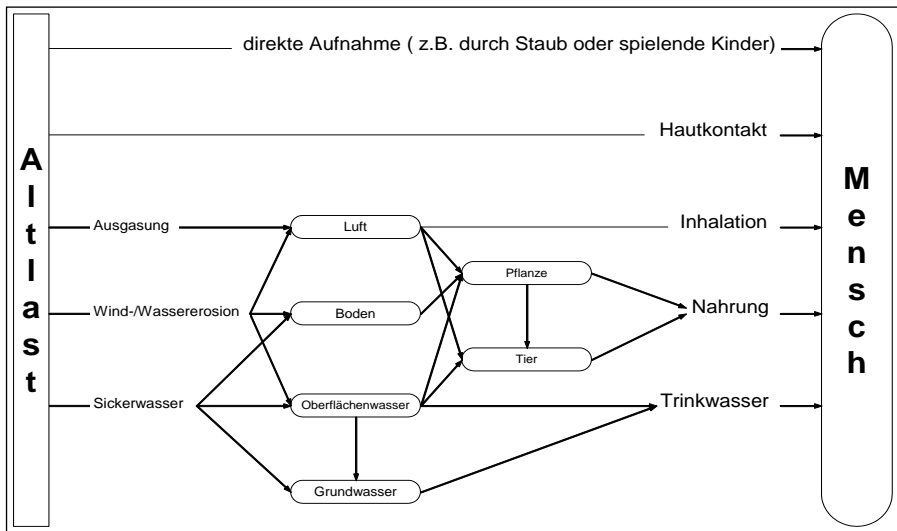 Altlast
direkte Aufnahme ( z.B. durch Staub oder spielende Kinder)
Mensch
Hautkontakt
Ausgasung
Luft
Inhalation
Pflanze
Wind-/Wassererosion
Boden
Nahrung
Tier
Sickerwasser
Oberflächenwasser
Trinkwasser
Grundwasser